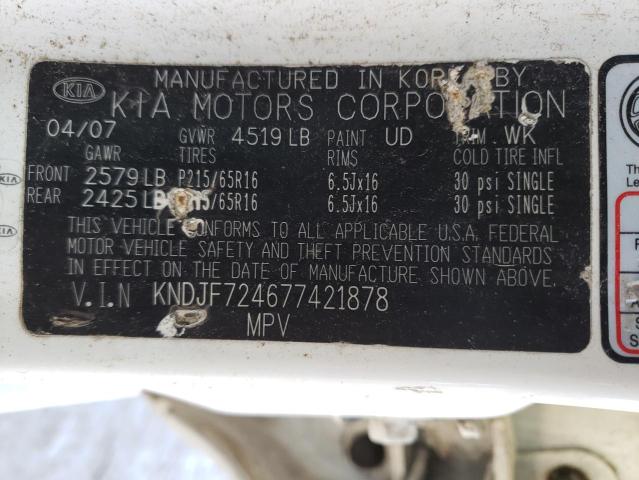 MANUFACTURED IN KOREA BY
KIA KIA MOTORS CORPORATION
04/07 GVWR 4519 LB PAINT UD TRIM WK
GAWR TIRES RIMS COLD TIRE INFL
FRONT 2579 LB P215/65R16 6.5Jx16 30 psi SINGLE
REAR 2425 LB P215/65R16 6.5Jx16 30 psi SINGLE
THIS VEHICLE CONFORMS TO ALL APPLICABLE U.S.A. FEDERAL
MOTOR VEHICLE SAFETY AND THEFT PREVENTION STANDARDS
IN EFFECT ON THE DATE OF MANUFACTURE SHOWN ABOVE.
V.I.N KNDJF724677421878
MPV